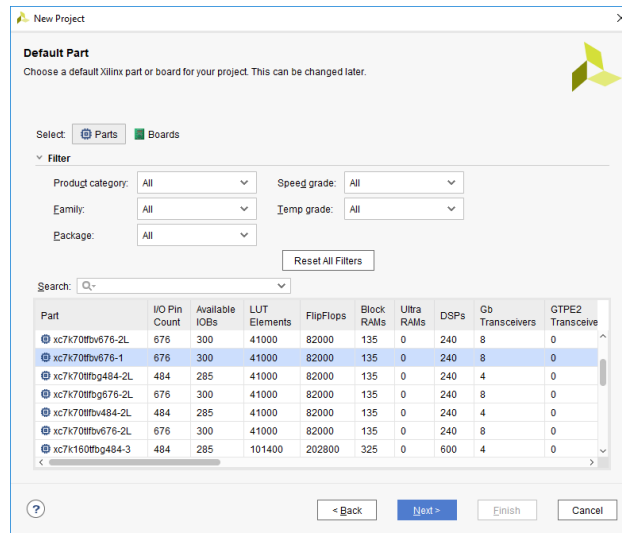 New Project
Default Part
Choose a default Xilinx part or board for your project. This can be changed later.
Select: Parts Boards
Filter
Product category: All Speed grade: All
Family: All Temp grade: All
Package: All
Reset All Filters
Search: Q-
Part I/O Pin Count Available IOBs LUT Elements FlipFlops Block RAMs Ultra RAMs DSPs Gb Transceivers GTPE2 Transceive
xc7k70tfbv676-2L 676 300 41000 82000 135 0 240 8 0
xc7k70tfbv676-1 676 300 41000 82000 135 0 240 8 0
xc7k70tlfbg484-2L 484 285 41000 82000 135 0 240 4 0
xc7k70tlfbg676-2L 676 300 41000 82000 135 0 240 8 0
xc7k70tlfbv484-2L 484 285 41000 82000 135 0 240 4 0
xc7k70tlfbv676-2L 676 300 41000 82000 135 0 240 8 0
xc7k160tfbg484-3 484 285 101400 202800 325 0 600 4 0
? < Back Next > Finish Cancel